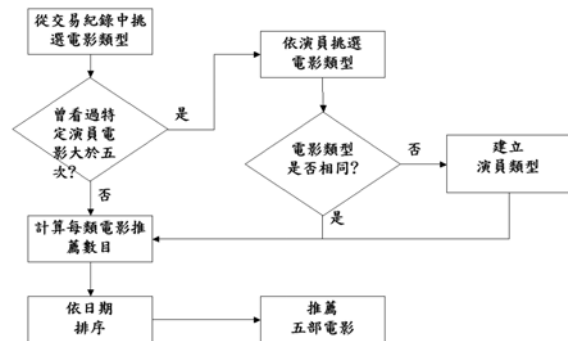 從交易紀錄中挑
選電影類型
依演員挑選
電影類型
是
曾看過特
定演員電
影大於五
次?
電影類型
是否相同?
否
建立
演員類型
否
是
計算每類電影推
薦數目
依日期
排序
推薦
五部電影